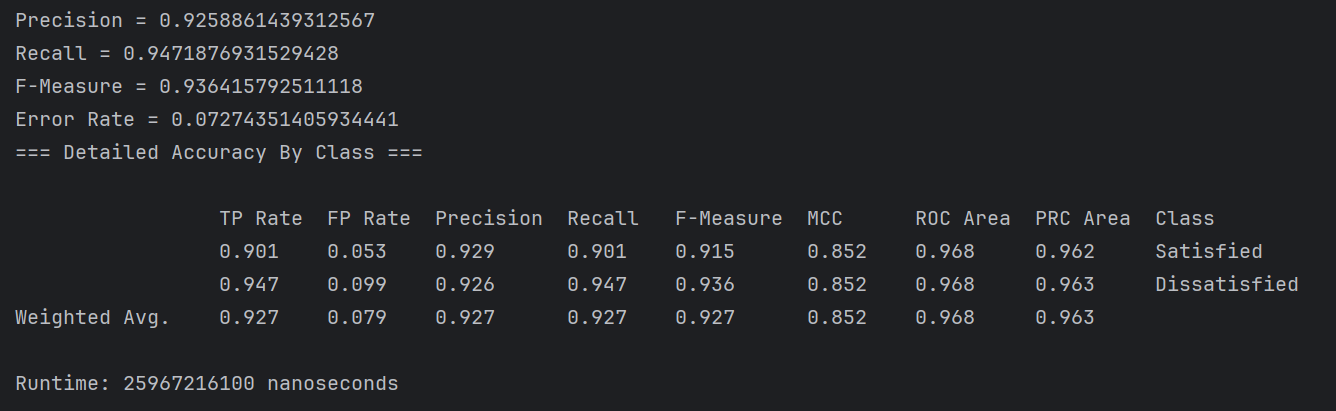 Precision = 0.9258861439312567
Recall = 0.9471876931529428
F-Measure = 0.936415792511118
Error Rate = 0.07274351405934441
=== Detailed Accuracy By Class ===
TP Rate  FP Rate  Precision  Recall   F-Measure  MCC      ROC Area  PRC Area  Class
0.901    0.053    0.929      0.901    0.915      0.852    0.968     0.962     Satisfied
0.947    0.099    0.926      0.947    0.936      0.852    0.968     0.963     Dissatisfied
Weighted Avg.    0.927    0.079    0.927      0.927    0.927      0.852    0.968     0.963
Runtime: 25967216100 nanoseconds